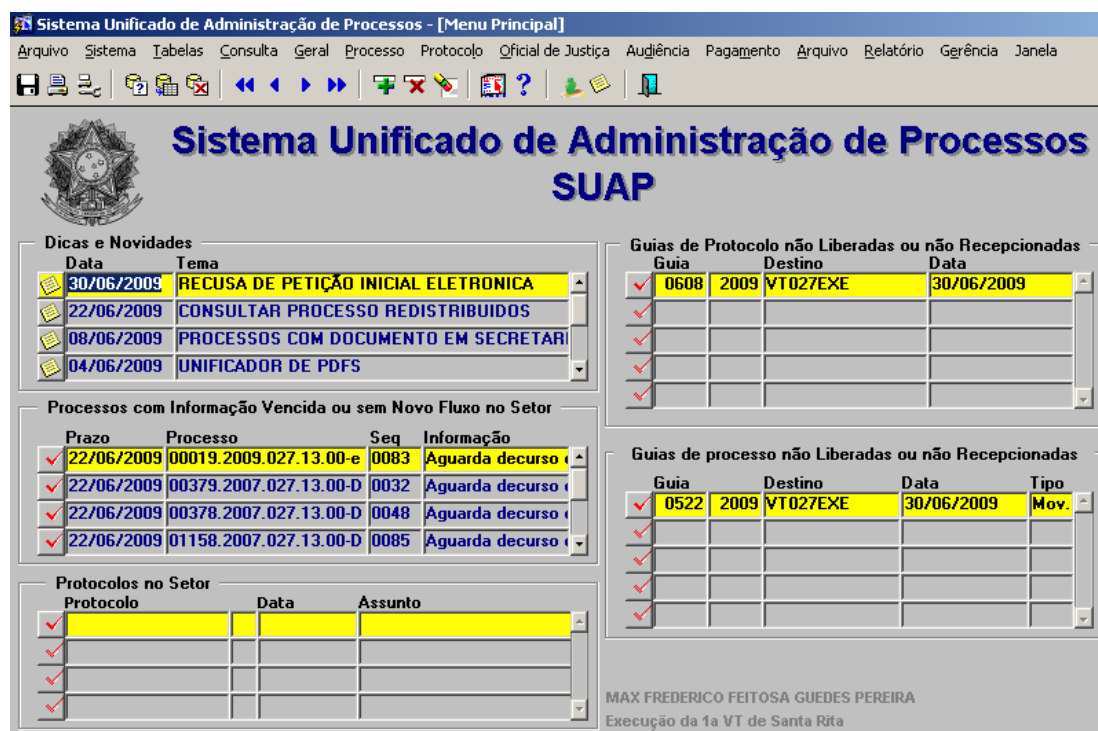 Sistema Unificado de Administração de Processos - [Menu Principal]
Arquivo Sistema Tabelas Consulta Geral Processo Protocolo Oficial de Justiça Audiência Pagamento Arquivo Relatório Gerência Janela
Sistema Unificado de Administração de Processos
SUAP
Dicas e Novidades
Data Tema
30/06/2009 RECUSA DE PETIÇÃO INICIAL ELETRONICA
22/06/2009 CONSULTAR PROCESSO REDISTRIBUIDOS
08/06/2009 PROCESSOS COM DOCUMENTO EM SECRETARI
04/06/2009 UNIFICADOR DE PDFS
Processos com Informação Vencida ou sem Novo Fluxo no Setor
Prazo Processo Seq Informação
22/06/2009 00019.2009.027.13.00-e 0083 Aguarda decurso
22/06/2009 00379.2007.027.13.00-D 0032 Aguarda decurso
22/06/2009 00378.2007.027.13.00-D 0048 Aguarda decurso
22/06/2009 01158.2007.027.13.00-D 0085 Aguarda decurso
Protocolos no Setor
Protocolo Data Assunto
Guias de Protocolo não Liberadas ou não Recepcionadas
Guia Destino Data
0608 2009 VT027EXE 30/06/2009
Guias de processo não Liberadas ou não Recepcionadas
Guia Destino Data Tipo
0522 2009 VT027EXE 30/06/2009 Mov.
MAX FREDERICO FEITOSA GUEDES PEREIRA
Execução da 1a VT de Santa Rita